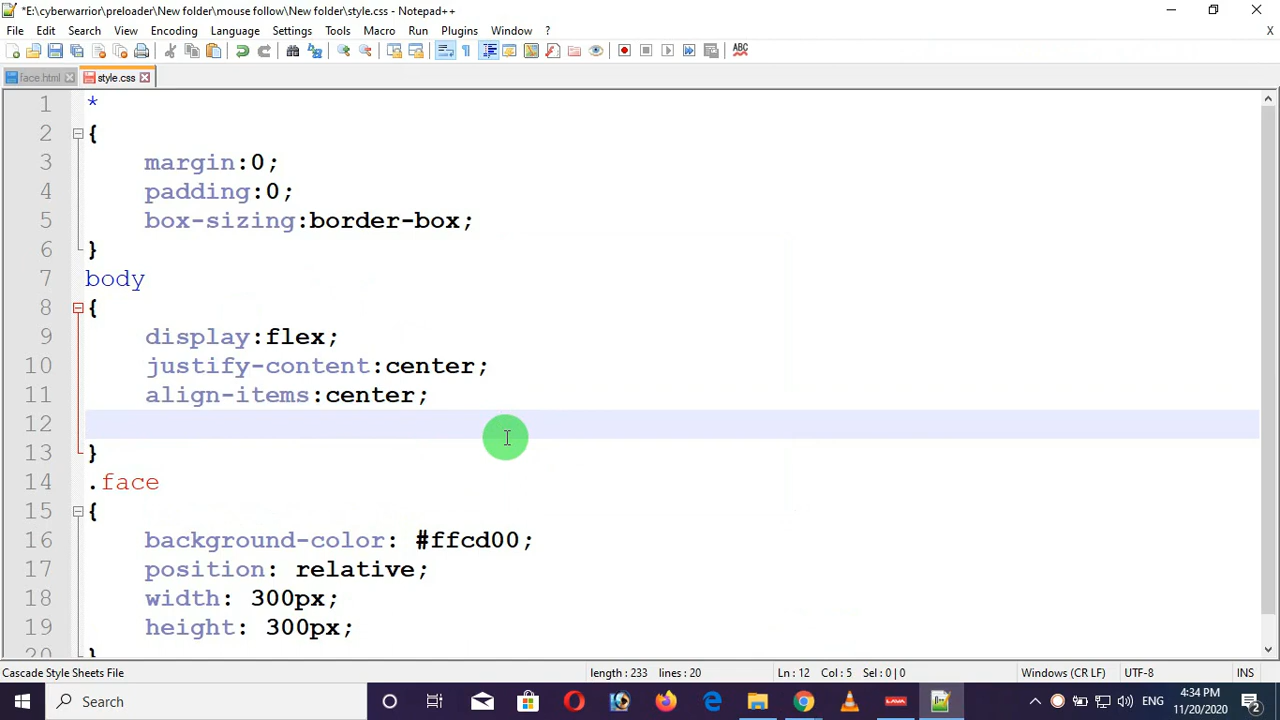 *E:\cyberwarrior\preloader\New folder\mouse follow\New folder\style.css - Notepad++
File Edit Search View Encoding Language Settings Tools Macro Run Plugins Window ?
X
ABC
face.html style.css
1 *
2 {
3 margin:0;
4 padding:0;
5 box-sizing:border-box;
6 }
7 body
8 {
9 display:flex;
10 justify-content:center;
11 align-items:center;
12
13 }
14 .face
15 {
16 background-color: #ffcd00;
17 position: relative;
18 width: 300px;
19 height: 300px;
20 }
Cascade Style Sheets File length : 233 lines : 20 Ln : 12 Col : 5 Sel : 0 | 0 Windows (CR LF) UTF-8 INS
Search LAVA ENG 4:34 PM
11/20/2020 2